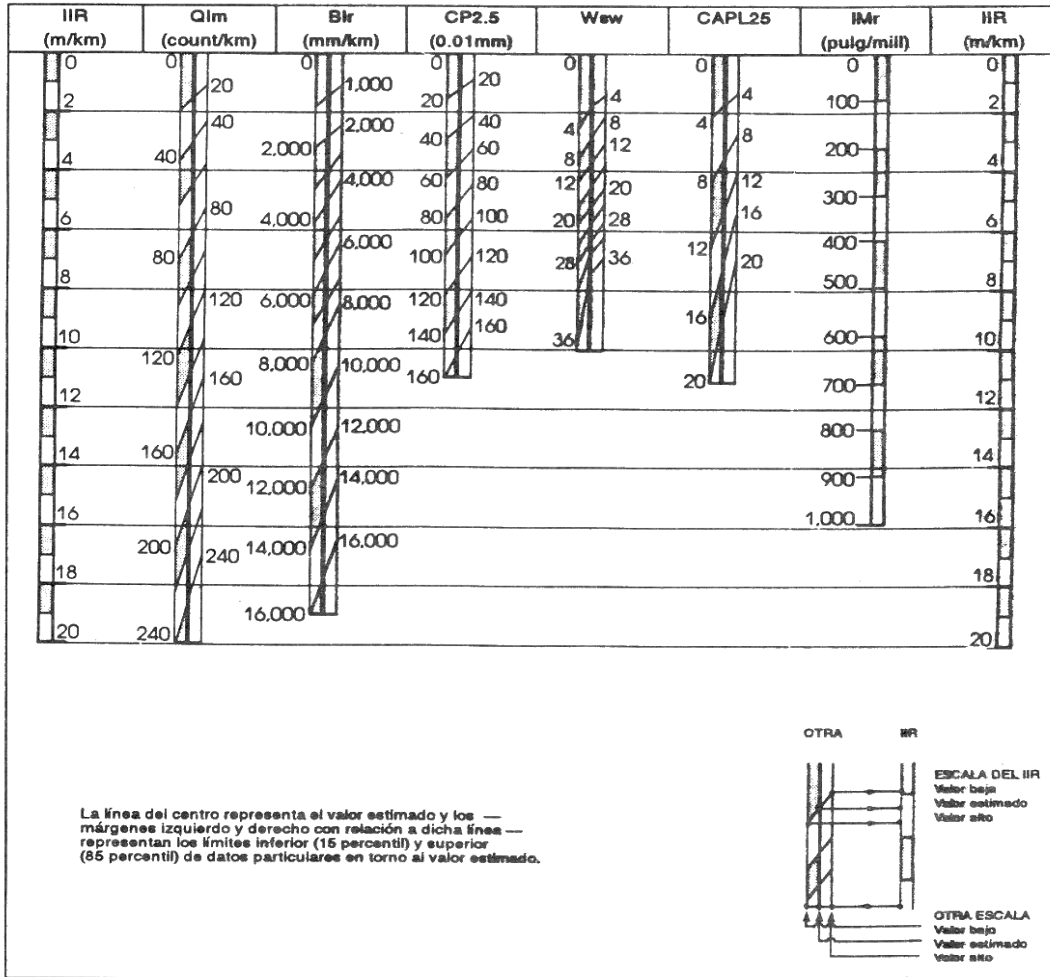 IIR QIm BIr CP2.5 Wsw CAPL25 IMr IIR
(m/km) (count/km) (mm/km) (0.01mm) (pulg/mill) (m/km)
0 0 0 0 0 0 0 0
20 1.000 20 20 4 4 4 100 2
2 40 2.000 40 40 4 8 8
40 2.000 60 60 8 12 8 12 200 4
4 4.000 80 12 20 300
80 4.000 80 100 20 28 16 12 400 6
6 80 6.000 100 120 28 36 20
8 120 6.000 8.000 120 140 16 500 8
10 120 8.000 10.000 140 160 36 600 10
160 160 20 700
12 160 10.000 12.000 800 12
14 200 12.000 14.000 900 14
16 200 14.000 16.000 1.000 16
18 240 16.000 18
20 240 20
OTRA IIR
ESCALA DEL IIR
Valor bajo
Valor estimado
Valor alto
La línea del centro representa el valor estimado y los —
márgenes izquierdo y derecho con relación a dicha línea —
representan los límites inferior (15 percentil) y superior
(85 percentil) de datos particulares en torno al valor estimado.
OTRA ESCALA
Valor bajo
Valor estimado
Valor alto